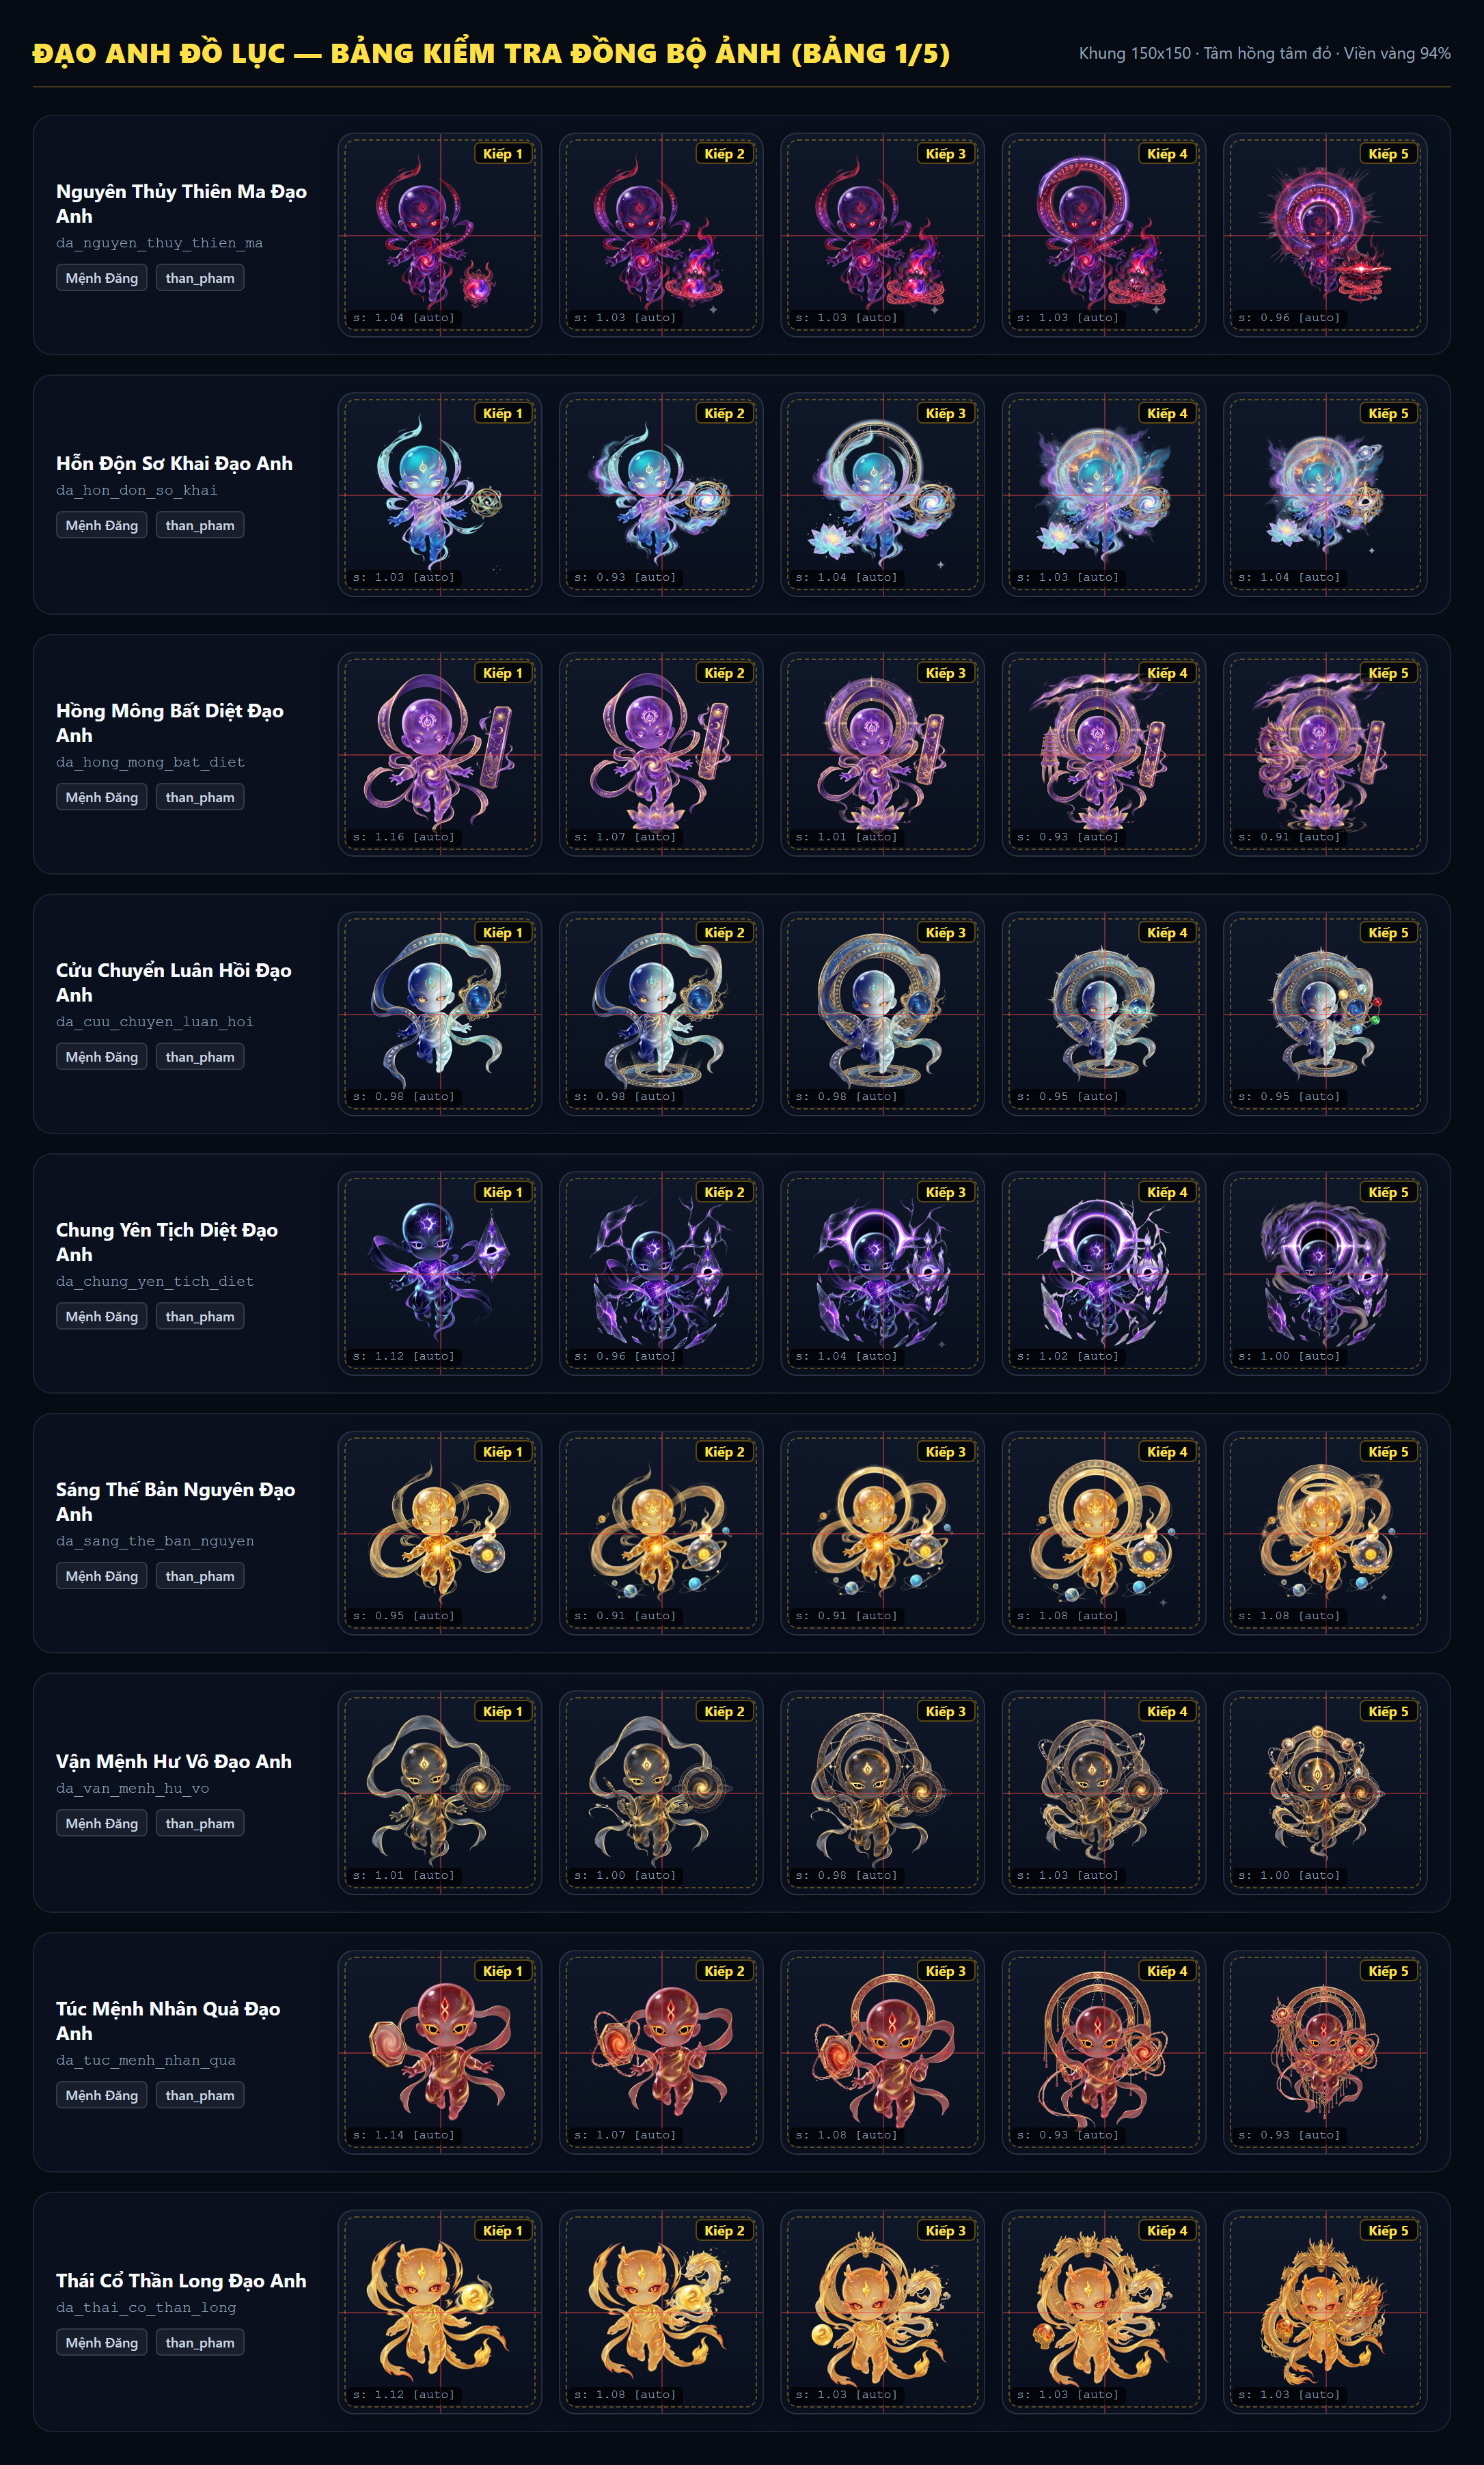 ĐẠO ANH ĐỒ LỤC — BẢNG KIỂM TRA ĐỒNG BỘ ẢNH (BẢNG 1/5)
Khung 150x150 · Tâm hồng tâm đỏ · Viền vàng 94%
Nguyên Thủy Thiên Ma Đạo
Anh
da_nguyen_thuy_thien_ma
Mệnh Đăng than_pham
Kiếp 1 Kiếp 2 Kiếp 3 Kiếp 4 Kiếp 5
s: 1.04 [auto] s: 1.03 [auto] s: 1.03 [auto] s: 1.03 [auto] s: 0.96 [auto]
Hỗn Độn Sơ Khai Đạo Anh
da_hon_don_so_khai
Mệnh Đăng than_pham
Kiếp 1 Kiếp 2 Kiếp 3 Kiếp 4 Kiếp 5
s: 1.03 [auto] s: 0.93 [auto] s: 1.04 [auto] s: 1.03 [auto] s: 1.04 [auto]
Hồng Mông Bất Diệt Đạo
Anh
da_hong_mong_bat_diet
Mệnh Đăng than_pham
Kiếp 1 Kiếp 2 Kiếp 3 Kiếp 4 Kiếp 5
s: 1.16 [auto] s: 1.07 [auto] s: 1.01 [auto] s: 0.93 [auto] s: 0.91 [auto]
Cửu Chuyển Luân Hồi Đạo
Anh
da_cuu_chuyen_luan_hoi
Mệnh Đăng than_pham
Kiếp 1 Kiếp 2 Kiếp 3 Kiếp 4 Kiếp 5
s: 0.98 [auto] s: 0.98 [auto] s: 0.98 [auto] s: 0.95 [auto] s: 0.95 [auto]
Chung Yên Tịch Diệt Đạo
Anh
da_chung_yen_tich_diet
Mệnh Đăng than_pham
Kiếp 1 Kiếp 2 Kiếp 3 Kiếp 4 Kiếp 5
s: 1.12 [auto] s: 0.96 [auto] s: 1.04 [auto] s: 1.02 [auto] s: 1.00 [auto]
Sáng Thế Bản Nguyên Đạo
Anh
da_sang_the_ban_nguyen
Mệnh Đăng than_pham
Kiếp 1 Kiếp 2 Kiếp 3 Kiếp 4 Kiếp 5
s: 0.95 [auto] s: 0.91 [auto] s: 0.91 [auto] s: 1.08 [auto] s: 1.08 [auto]
Vận Mệnh Hư Vô Đạo Anh
da_van_menh_hu_vo
Mệnh Đăng than_pham
Kiếp 1 Kiếp 2 Kiếp 3 Kiếp 4 Kiếp 5
s: 1.01 [auto] s: 1.00 [auto] s: 0.98 [auto] s: 1.03 [auto] s: 1.00 [auto]
Túc Mệnh Nhân Quả Đạo
Anh
da_tuc_menh_nhan_qua
Mệnh Đăng than_pham
Kiếp 1 Kiếp 2 Kiếp 3 Kiếp 4 Kiếp 5
s: 1.14 [auto] s: 1.07 [auto] s: 1.08 [auto] s: 0.93 [auto] s: 0.93 [auto]
Thái Cổ Thần Long Đạo Anh
da_thai_co_than_long
Mệnh Đăng than_pham
Kiếp 1 Kiếp 2 Kiếp 3 Kiếp 4 Kiếp 5
s: 1.12 [auto] s: 1.08 [auto] s: 1.03 [auto] s: 1.03 [auto] s: 1.03 [auto]